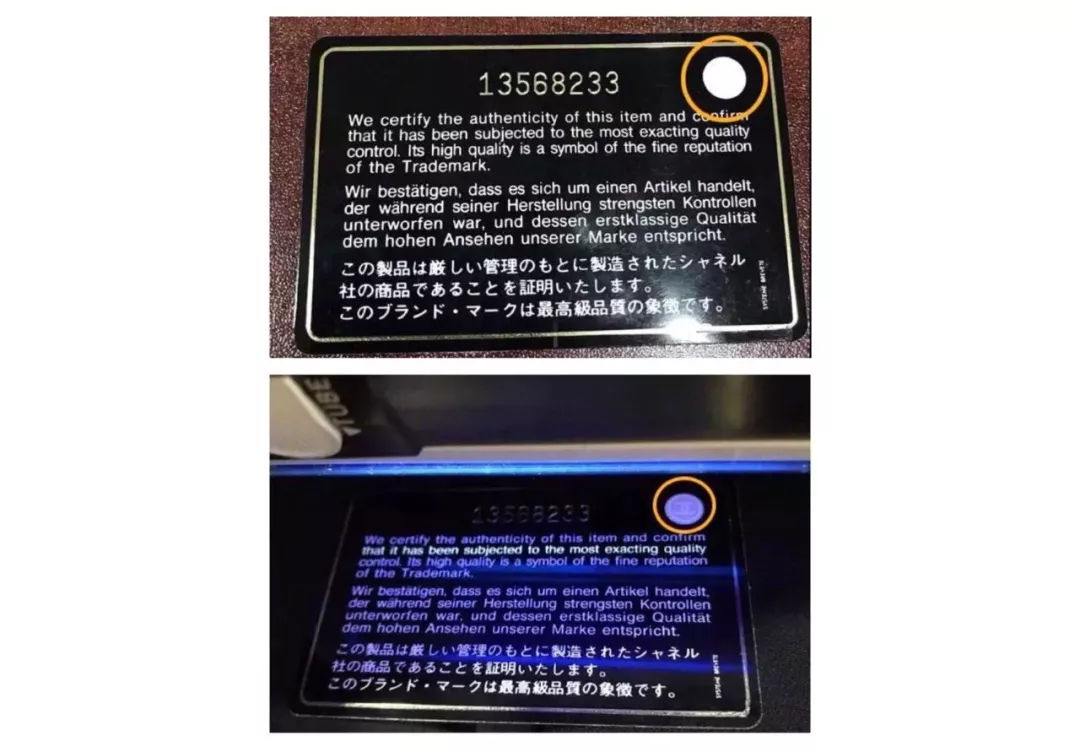 13568233
We certify the authenticity of this item and confirm
that it has been subjected to the most exacting quality
control. Its high quality is a symbol of the fine reputation
of the Trademark.
Wir bestätigen, dass es sich um einen Artikel handelt,
der während seiner Herstellung strengsten Kontrollen
unterworfen war, und dessen erstklassige Qualität
dem hohen Ansehen unserer Marke entspricht.
この製品は厳しい管理のもとに製造されたシャネル
社の商品であることを証明いたします。
このブランド・マークは最高級品質の象徴です。
SYSTEME BREVETE
TUBE
13568233
We certify the authenticity of this item and confirm
that it has been subjected to the most exacting quality
control. Its high quality is a symbol of the fine reputation
of the Trademark.
Wir bestätigen, dass es sich um einen Artikel handelt,
der während seiner Herstellung strengsten Kontrollen
unterworfen war, und dessen erstklassige Qualität
dem hohen Ansehen unserer Marke entspricht.
この製品は厳しい管理のもとに製造されたシャネル
社の商品であることを証明いたします。
このブランド・マークは最高級品質の象徴です。
SYSTEME BREVETE